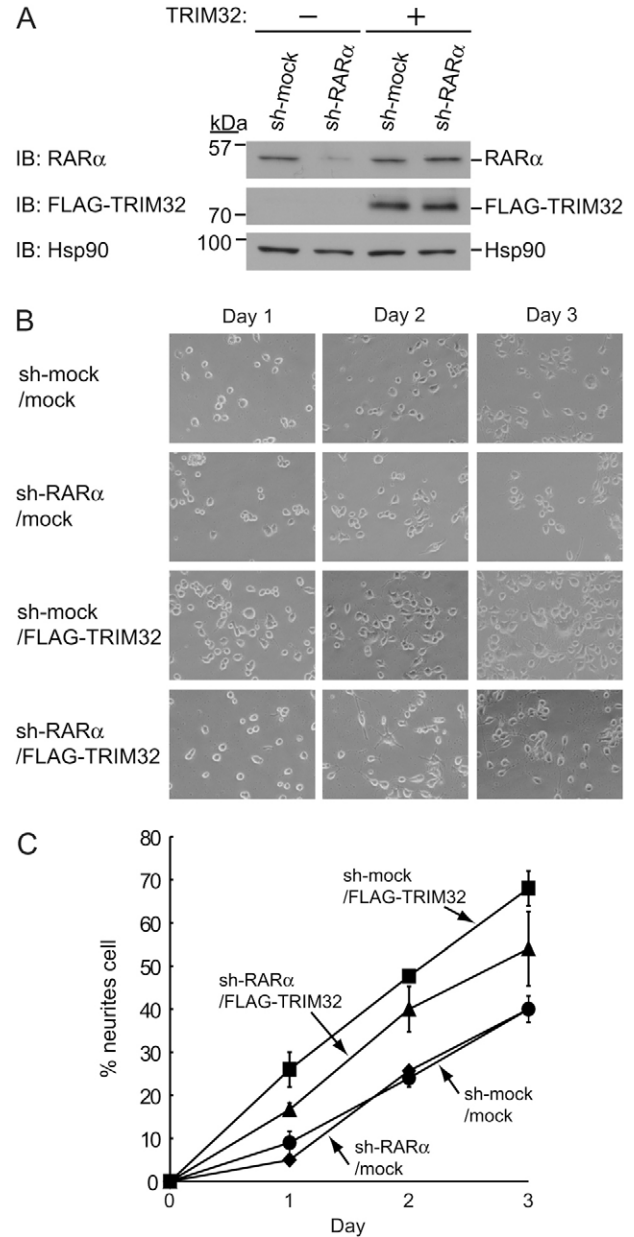 A
TRIM32: − +
sh-mock sh-RARα sh-mock sh-RARα
kDa
57
IB: RARα RARα
IB: FLAG-TRIM32 FLAG-TRIM32
70
100
IB: Hsp90 Hsp90
B
Day 1 Day 2 Day 3
sh-mock
/mock
sh-RARα
/mock
sh-mock
/FLAG-TRIM32
sh-RARα
/FLAG-TRIM32
C
80
70
60
50
40
30
20
10
0
% neurites cell
sh-mock
/FLAG-TRIM32
sh-RARα
/FLAG-TRIM32
sh-mock
/mock
sh-RARα
/mock
0 1 2 3
Day